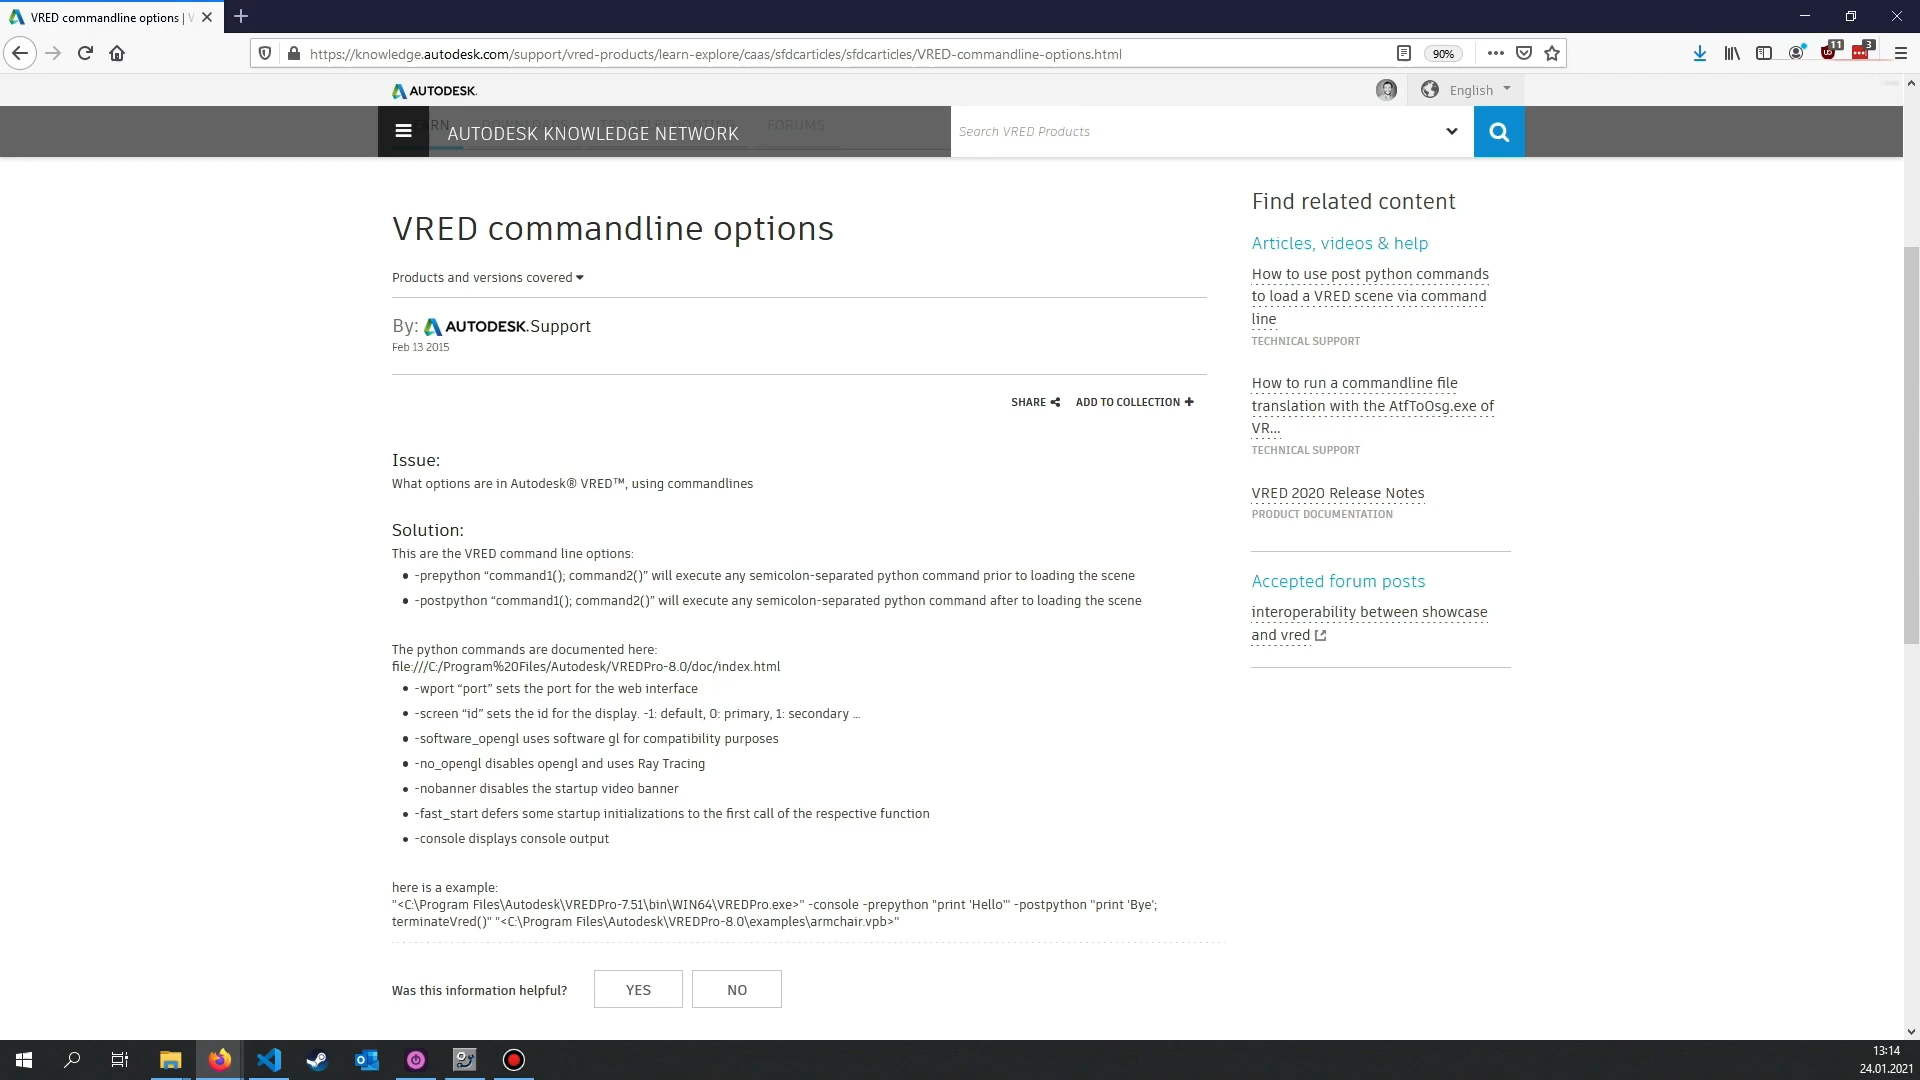 VRED commandline options | V
https://knowledge.autodesk.com/support/vred-products/learn-explore/caas/sfdcarticles/sfdcarticles/VRED-commandline-options.html
90%
11
3
AUTODESK.
English
LEARN DOWNLOADS TROUBLESHOOTING FORUMS
AUTODESK KNOWLEDGE NETWORK
Search VRED Products
VRED commandline options
Products and versions covered
By: AUTODESK.Support
Feb 13 2015
SHARE ADD TO COLLECTION
Issue:
What options are in Autodesk® VRED™, using commandlines
Solution:
This are the VRED command line options:
• -prepython “command1(); command2()” will execute any semicolon-separated python command prior to loading the scene
• -postpython “command1(); command2()” will execute any semicolon-separated python command after to loading the scene
The python commands are documented here:
file:///C:/Program%20Files/Autodesk/VREDPro-8.0/doc/index.html
• -wport “port” sets the port for the web interface
• -screen “id” sets the id for the display. -1: default, 0: primary, 1: secondary ...
• -software_opengl uses software gl for compatibility purposes
• -no_opengl disables opengl and uses Ray Tracing
• -nobanner disables the startup video banner
• -fast_start defers some startup initializations to the first call of the respective function
• -console displays console output
here is a example:
"<C:\Program Files\Autodesk\VREDPro-7.51\bin\WIN64\VREDPro.exe>" -console -prepython "print 'Hello'" -postpython "print 'Bye';
terminateVred()" "<C:\Program Files\Autodesk\VREDPro-8.0\examples\armchair.vpb>"
Was this information helpful? YES NO
Find related content
Articles, videos & help
How to use post python commands
to load a VRED scene via command
line
TECHNICAL SUPPORT
How to run a commandline file
translation with the AtfToOsg.exe of
VR...
TECHNICAL SUPPORT
VRED 2020 Release Notes
PRODUCT DOCUMENTATION
Accepted forum posts
interoperability between showcase
and vred
13:14
24.01.2021